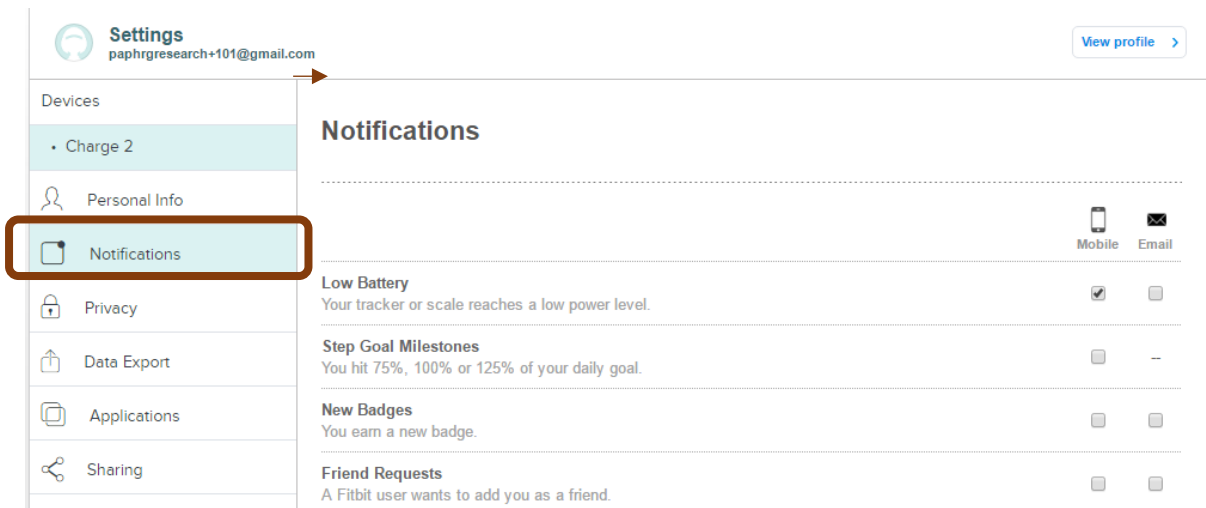 Settings
paphrgresearch+101@gmail.com
View profile
Devices
• Charge 2
Personal Info
Notifications
Privacy
Data Export
Applications
Sharing
Notifications
Mobile Email
Low Battery
Your tracker or scale reaches a low power level.
Step Goal Milestones
You hit 75%, 100% or 125% of your daily goal.
--
New Badges
You earn a new badge.
Friend Requests
A Fitbit user wants to add you as a friend.